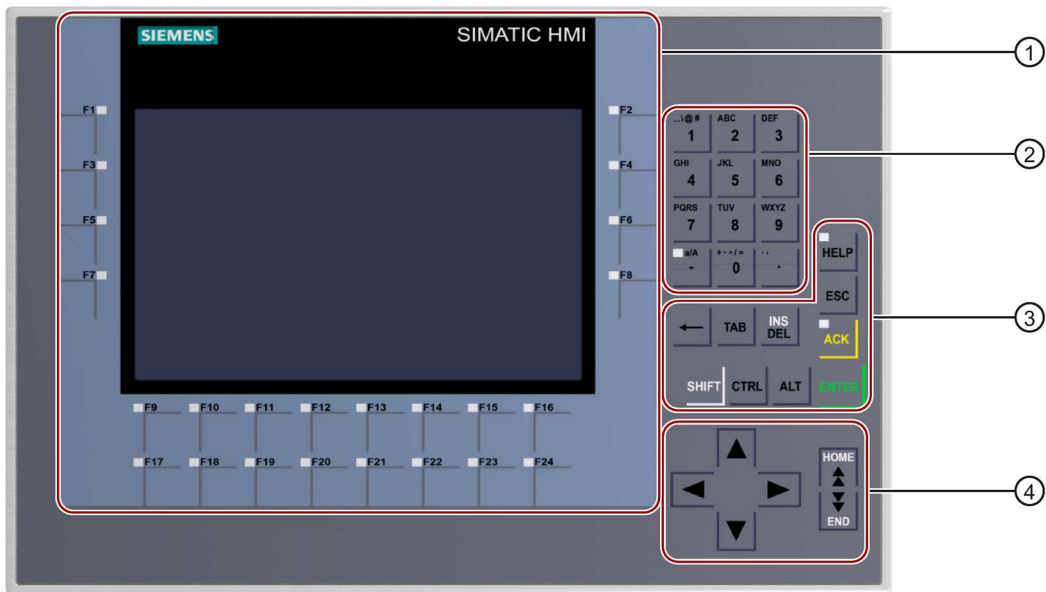 SIEMENS
SIMATIC HMI
1
F1
F2
F3
F4
F5
F6
F7
F8
...\@#
1
ABC
2
DEF
3
2
GHI
4
JKL
5
MNO
6
PQRS
7
TUV
8
WXYZ
9
a/A
-
0
.
HELP
ESC
←
TAB
INS
DEL
ACK
3
SHIFT
CTRL
ALT
ENTER
F9
F10
F11
F12
F13
F14
F15
F16
F17
F18
F19
F20
F21
F22
F23
F24
HOME
END
4